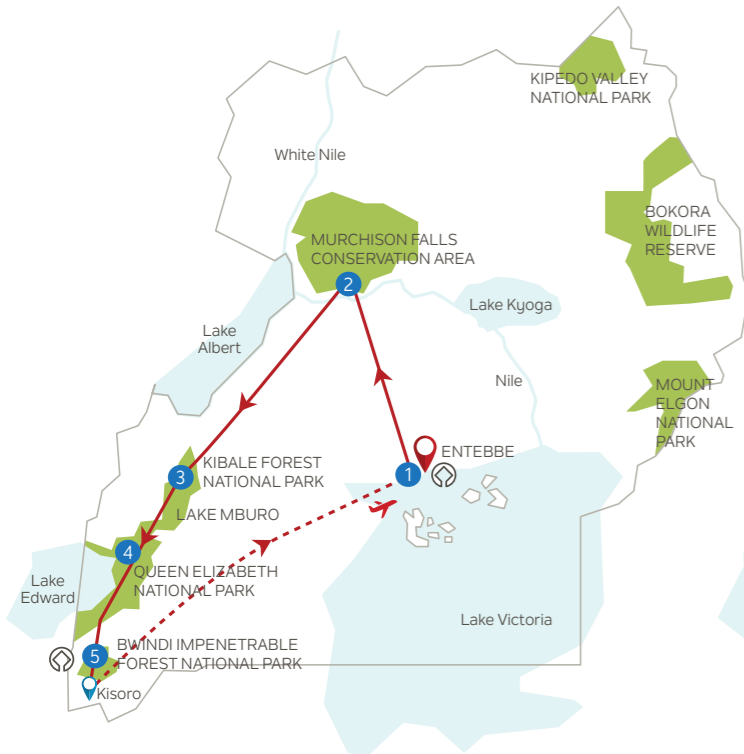 KIPEDO VALLEY
NATIONAL PARK
White Nile
BOKORA
WILDLIFE
RESERVE
MURCHISON FALLS
CONSERVATION AREA
2
Lake Kyoga
Lake
Albert
Nile
MOUNT
ELGON
NATIONAL
PARK
ENTEBBE
1
3
KIBALE FOREST
NATIONAL PARK
LAKE MBURO
4
QUEEN ELIZABETH
NATIONAL PARK
Lake
Edward
Lake Victoria
5
BWINDI IMPENETRABLE
FOREST NATIONAL PARK
Kisoro